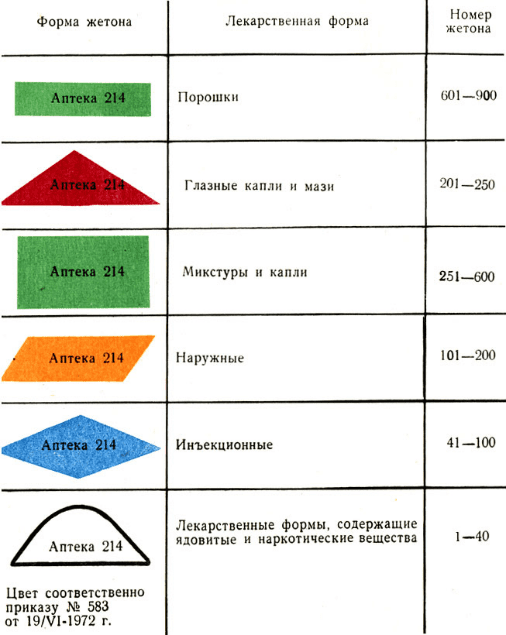 Форма жетона
Лекарственная форма
Номер
жетона
Аптека 214
Порошки
601—900
Аптека 214
Глазные капли и мази
201—250
Аптека 214
Микстуры и капли
251—600
Аптека 214
Наружные
101—200
Аптека 214
Инъекционные
41—100
Аптека 214
Лекарственные формы, содержащие
ядовитые и наркотические вещества
1—40
Цвет соответственно
приказу № 583
от 19/VI-1972 г.